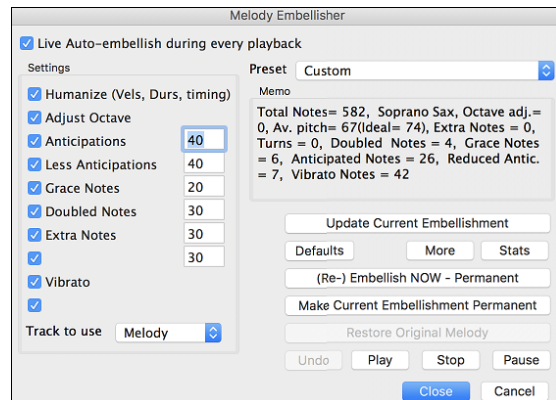 Melody Embellisher
Live Auto-embellish during every playback
Settings
Humanize (Vels, Durs, timing)
Adjust Octave
Anticipations 40
Less Anticipations 40
Grace Notes 20
Doubled Notes 30
Extra Notes 30
30
Vibrato
Track to use Melody
Preset Custom
Memo
Total Notes= 582, Soprano Sax, Octave adj.=
0, Av. pitch= 67(Ideal= 74), Extra Notes = 0,
Turns = 0, Doubled Notes = 4, Grace Notes
= 6, Anticipated Notes = 26, Reduced Antic.
= 7, Vibrato Notes = 42
Update Current Embellishment
Defaults More Stats
(Re-) Embellish NOW - Permanent
Make Current Embellishment Permanent
Restore Original Melody
Undo Play Stop Pause
Close Cancel